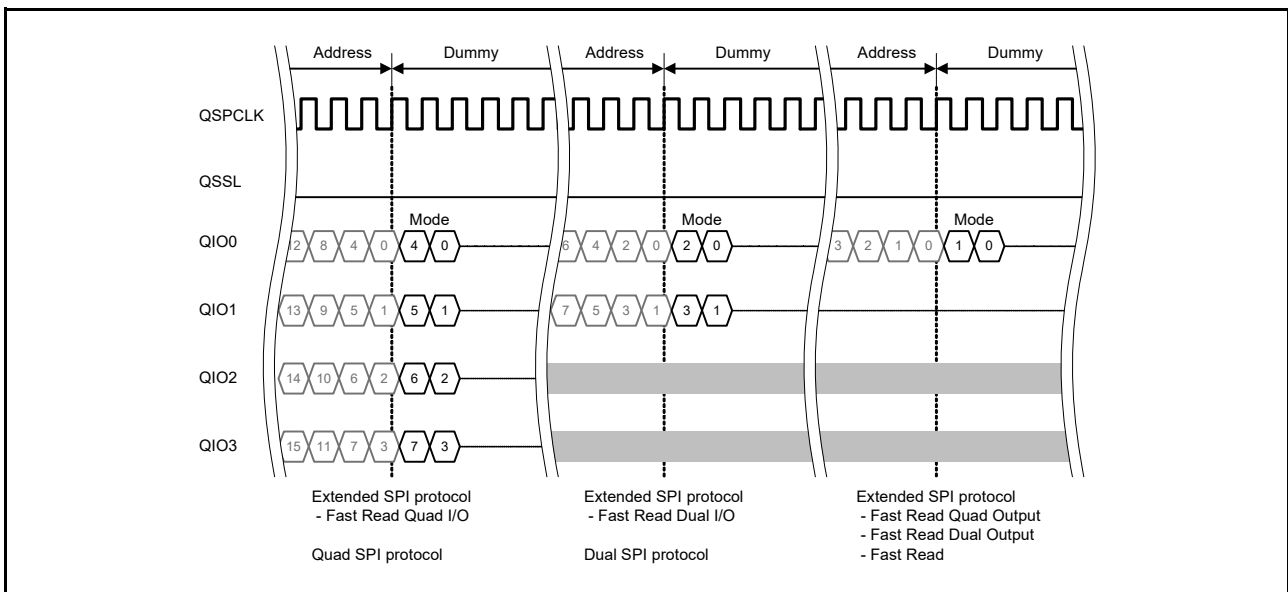 Address Dummy Address Dummy Address Dummy
QSPCLK
QSSL
Mode Mode Mode
QIO0 12 8 4 0 4 0 6 4 2 0 2 0 3 2 1 0 1 0
QIO1 13 9 5 1 5 1 7 5 3 1 3 1
QIO2 14 10 6 2 6 2
QIO3 15 11 7 3 7 3
Extended SPI protocol Extended SPI protocol Extended SPI protocol
- Fast Read Quad I/O - Fast Read Dual I/O - Fast Read Quad Output
- Fast Read Dual Output
Quad SPI protocol Dual SPI protocol - Fast Read